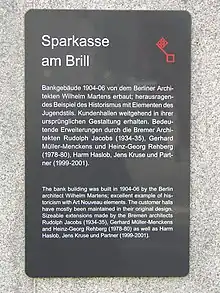 Sparkasse
am Brill
Bankgebäude 1904-06 von dem Berliner Archi-
tekten Wilhelm Martens erbaut; herausragen-
des Beispiel des Historismus mit Elementen des
Jugendstils. Kundenhallen weitgehend in ihrer
ursprünglichen Gestaltung erhalten. Bedeu-
tende Erweiterungen durch die Bremer Archi-
tekten Rudolph Jacobs (1934-35), Gerhard
Müller-Menckens und Heinz-Georg Rehberg
(1978-80), Harm Haslob, Jens Kruse und Part-
ner (1999-2001).
The bank building was built in 1904-06 by the Berlin
architect Wilhelm Martens; excellent example of his-
toricism with Art Nouveau elements. The customer halls
have mostly been maintained in their original design.
Sizeable extensions made by the Bremen architects
Rudolph Jacobs (1934-35), Gerhard Müller-Menckens
and Heinz-Georg Rehberg (1978-80) as well as Harm
Haslob, Jens Kruse und Partner (1999-2001).